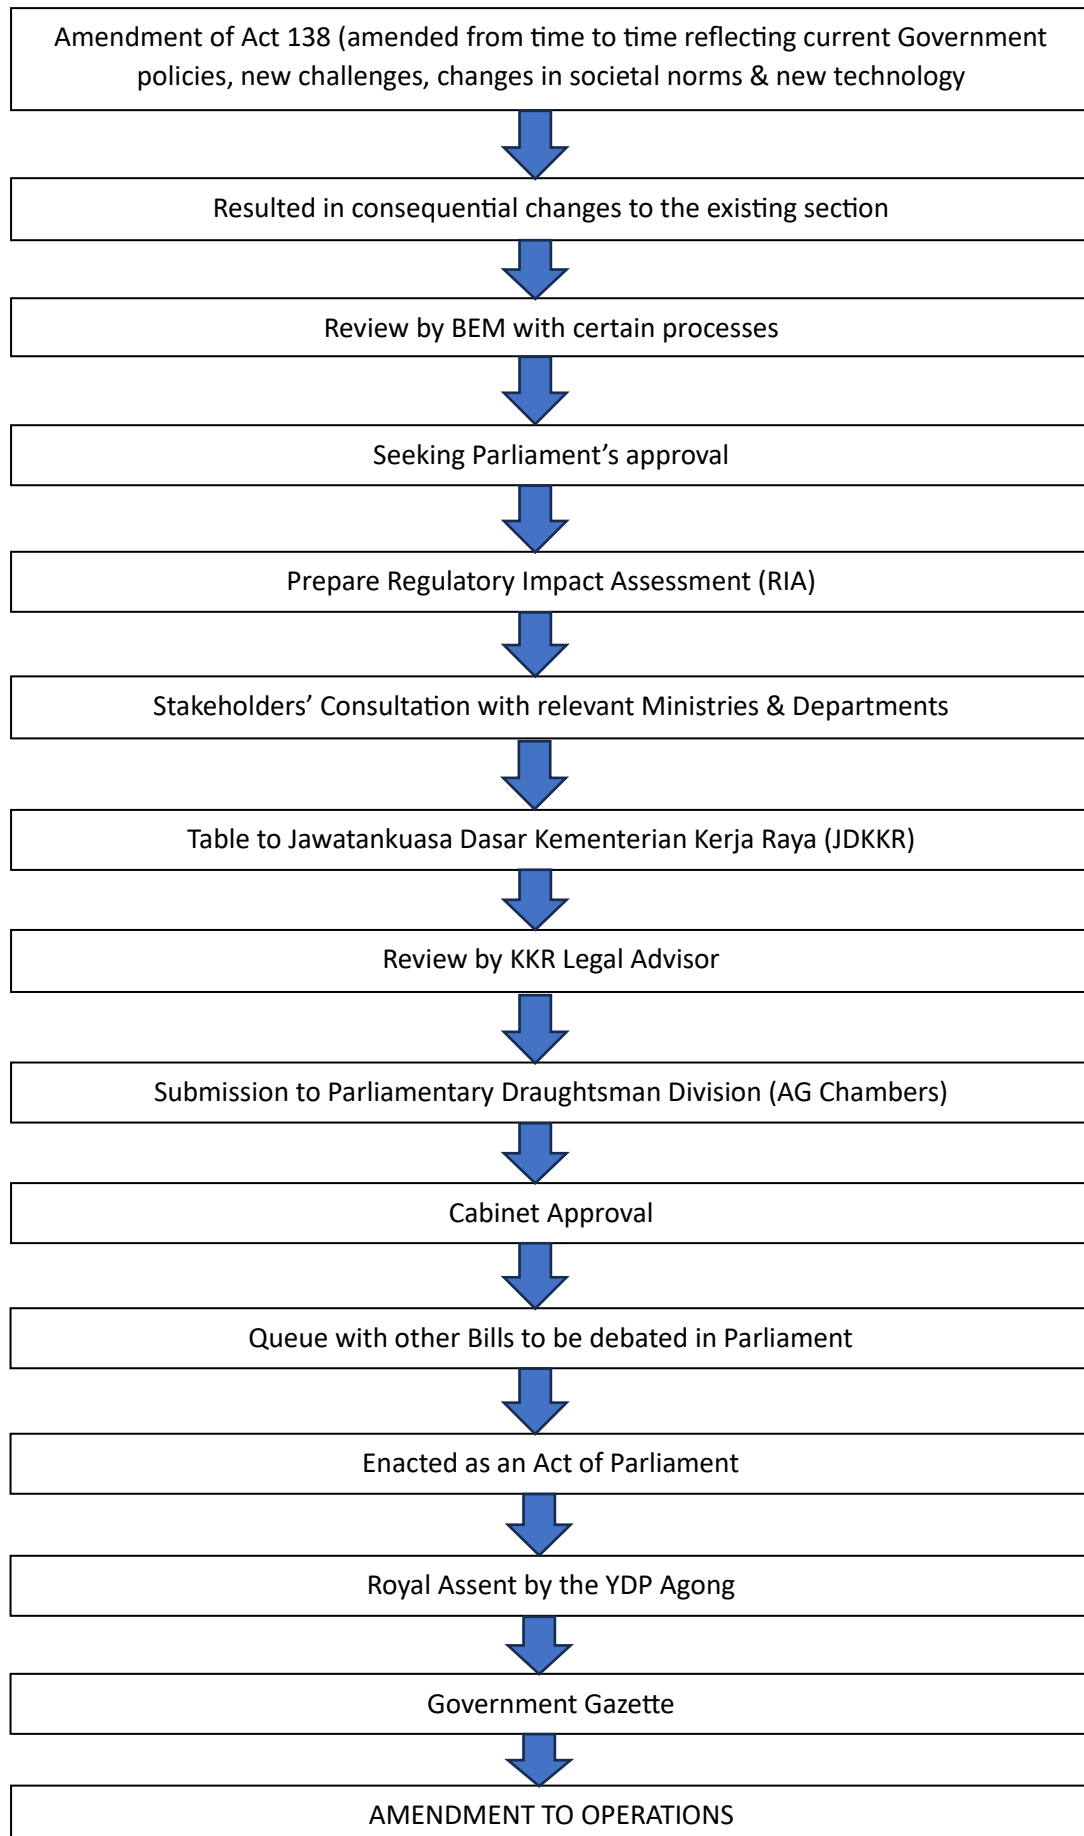 Amendment of Act 138 (amended from time to time reflecting current Government
policies, new challenges, changes in societal norms & new technology
Resulted in consequential changes to the existing section
Review by BEM with certain processes
Seeking Parliament’s approval
Prepare Regulatory Impact Assessment (RIA)
Stakeholders’ Consultation with relevant Ministries & Departments
Table to Jawatankuasa Dasar Kementerian Kerja Raya (JDKKR)
Review by KKR Legal Advisor
Submission to Parliamentary Draughtsman Division (AG Chambers)
Cabinet Approval
Queue with other Bills to be debated in Parliament
Enacted as an Act of Parliament
Royal Assent by the YDP Agong
Government Gazette
AMENDMENT TO OPERATIONS